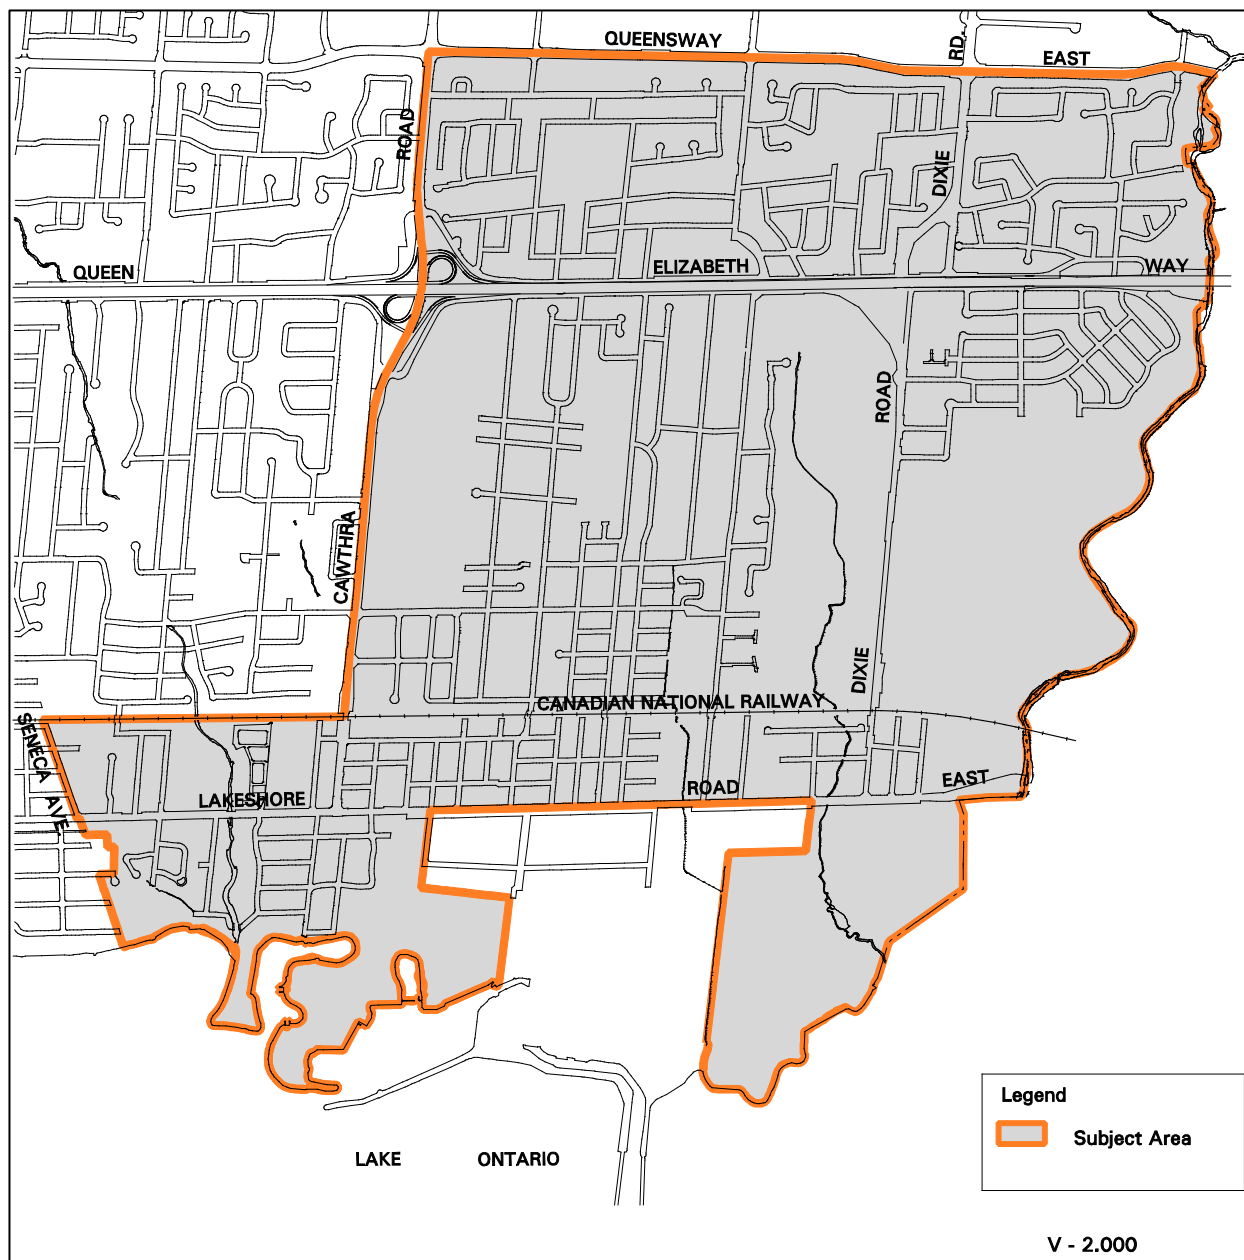 QUEENSWAY
RD.
EAST
ROAD
DIXIE
QUEEN
ELIZABETH
WAY
ROAD
CAWTHRA
DIXIE
CANADIAN NATIONAL RAILWAY
SENECA AVE.
LAKESHORE
ROAD
EAST
Legend
Subject Area
LAKE ONTARIO
V - 2.000